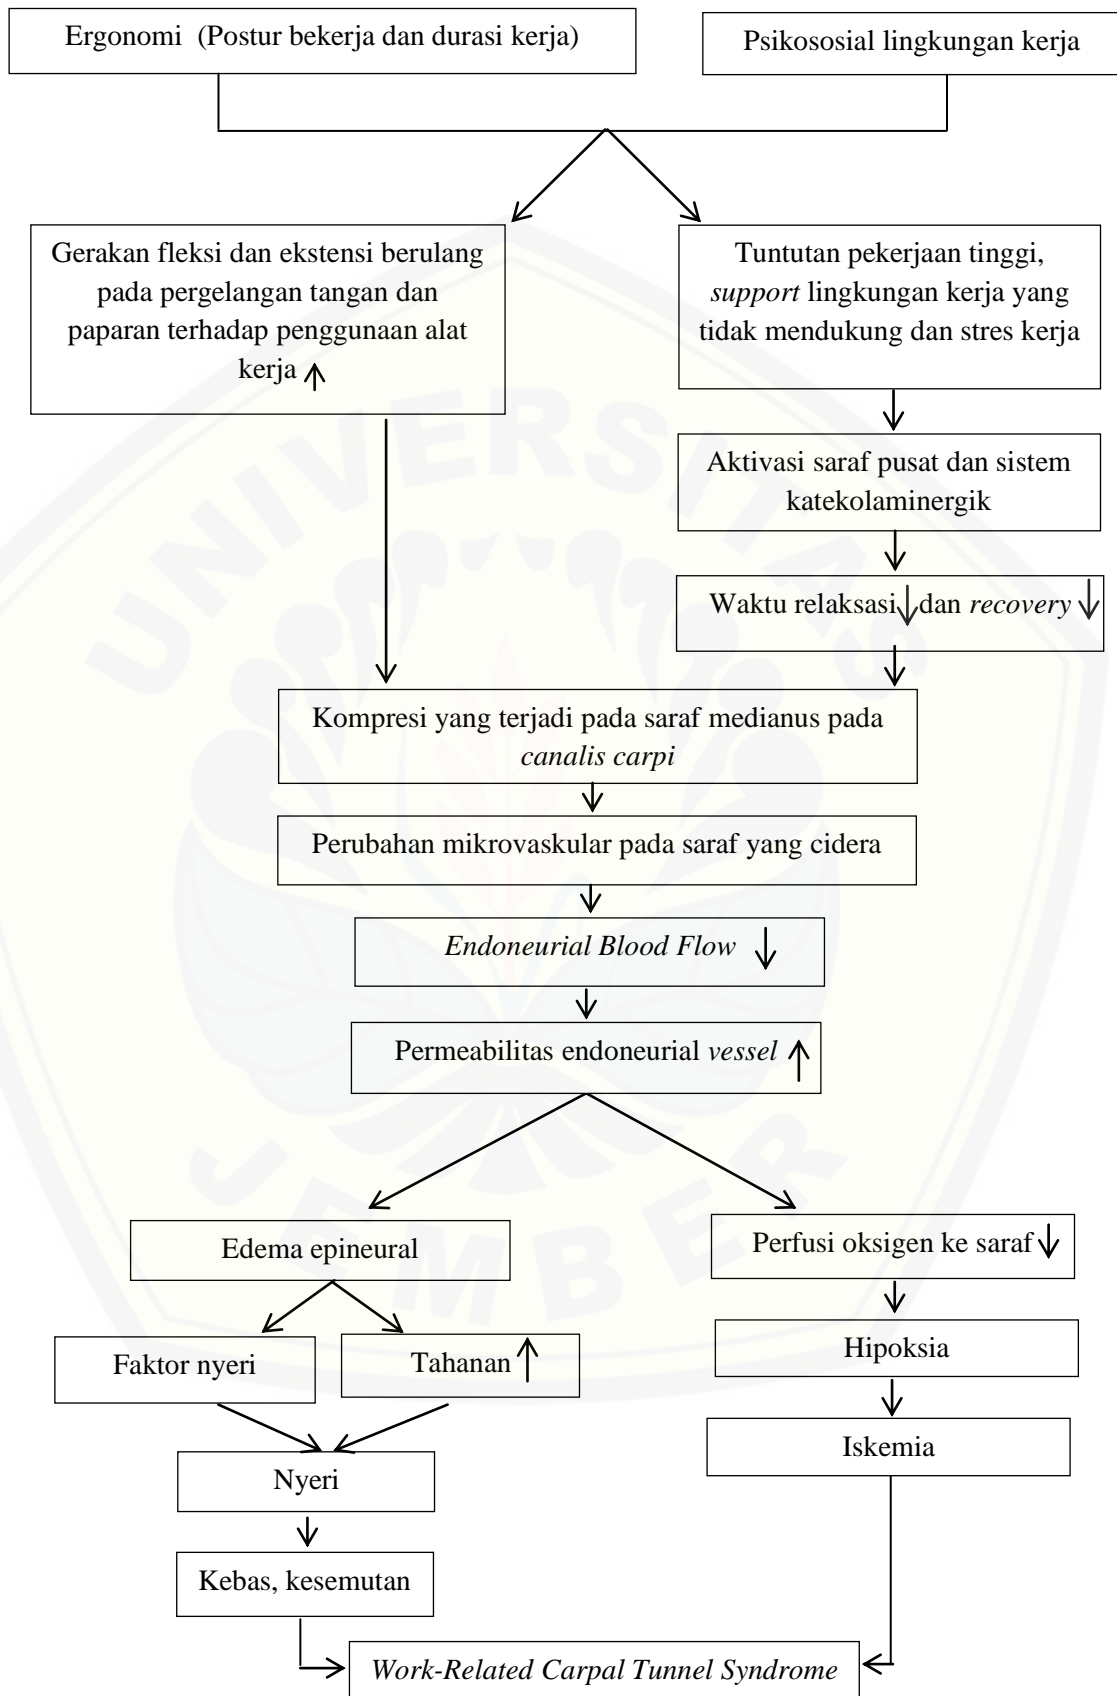 Ergonomi (Postur bekerja dan durasi kerja)
Psikososial lingkungan kerja
Gerakan fleksi dan ekstensi berulang
pada pergelangan tangan dan
paparan terhadap penggunaan alat
kerja ↑
Tuntutan pekerjaan tinggi,
support lingkungan kerja yang
tidak mendukung dan stres kerja
Aktivasi saraf pusat dan sistem
katekolaminergik
Waktu relaksasi ↓ dan recovery ↓
Kompresi yang terjadi pada saraf medianus pada
canalis carpi
Perubahan mikrovaskular pada saraf yang cidera
Endoneurial Blood Flow ↓
Permeabilitas endoneurial vessel ↑
Edema epineural
Perfusi oksigen ke saraf ↓
Faktor nyeri
Tahanan ↑
Hipoksia
Iskemia
Nyeri
Kebas, kesemutan
Work-Related Carpal Tunnel Syndrome
UNIVERSITAS
JEMBER